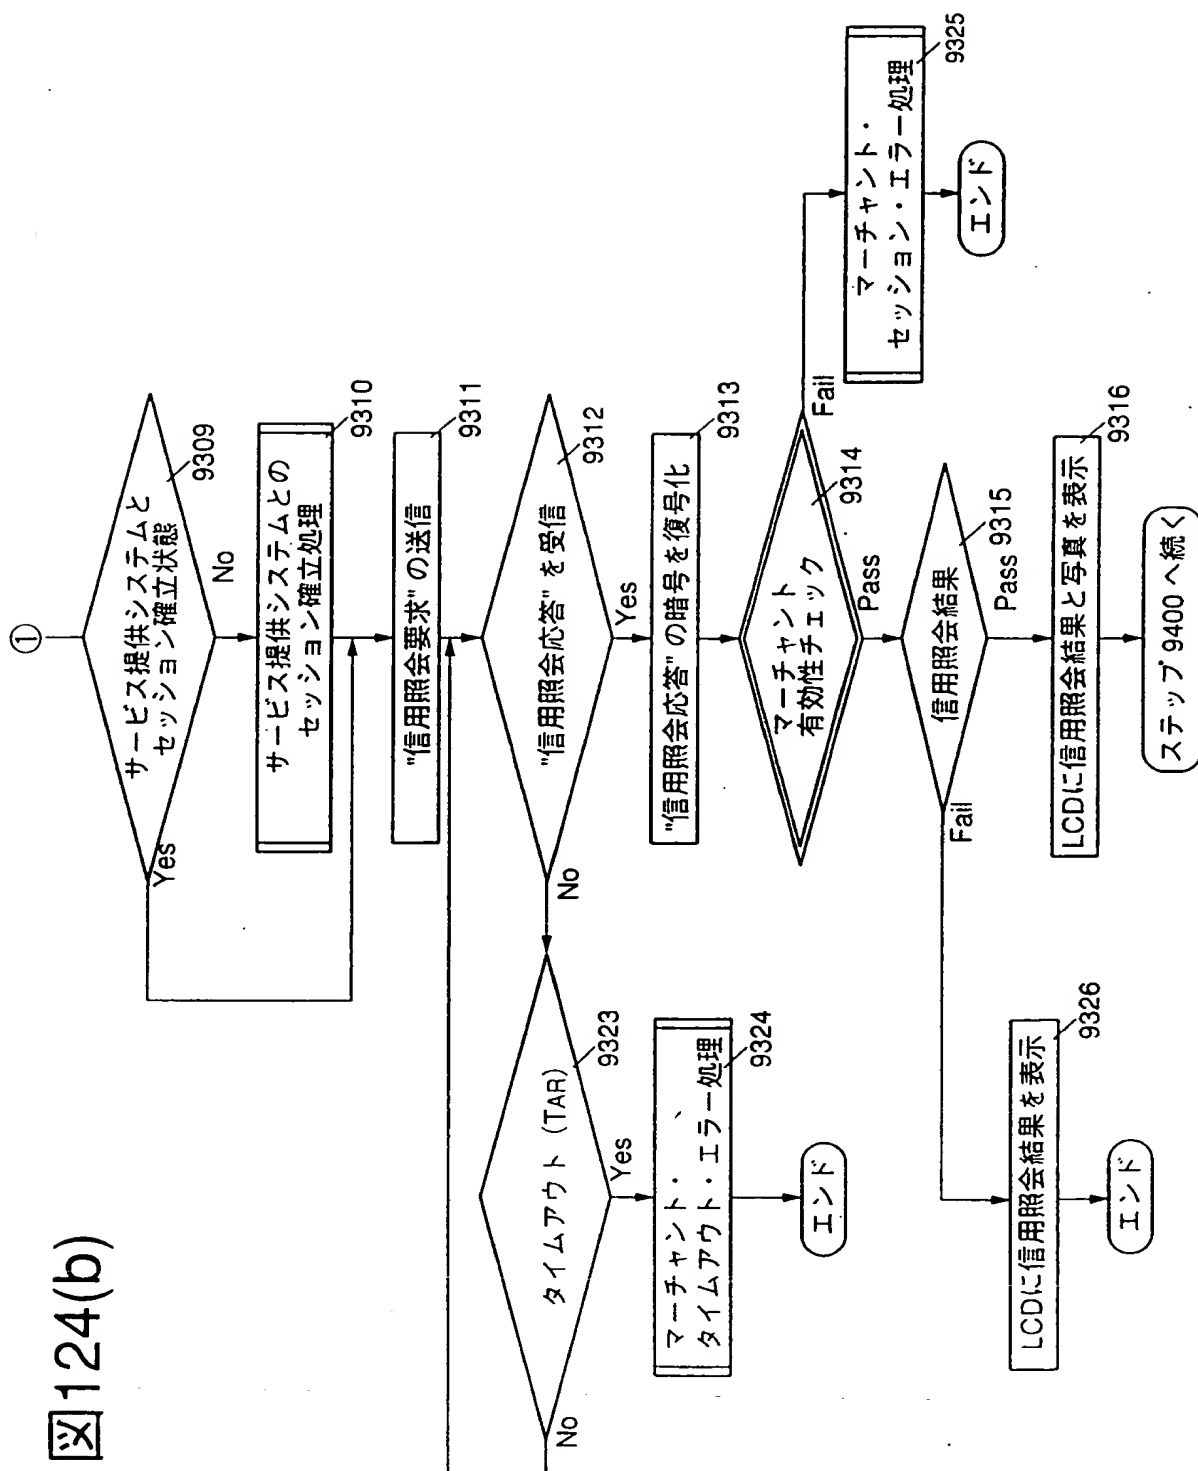 図124(b)
①
サービス提供システムと
セッション確立状態
9309
Yes
No
サービス提供システムとの
セッション確立処理
9310
"信用照会要求" の送信
9311
"信用照会応答" を受信
9312
No
Yes
タイムアウト (TAR)
9323
No
Yes
マーチャント・
タイムアウト・エラー処理
9324
エンド
"信用照会応答" の暗号を復号化
9313
マーチャント
有効性チェック
9314
Fail
Pass
マーチャント・
セッション・エラー処理
9325
エンド
信用照会結果
9315
Fail
Pass
LCDに信用照会結果を表示
9326
エンド
LCDに信用照会結果と写真を表示
9316
ステップ 9400 へ続く